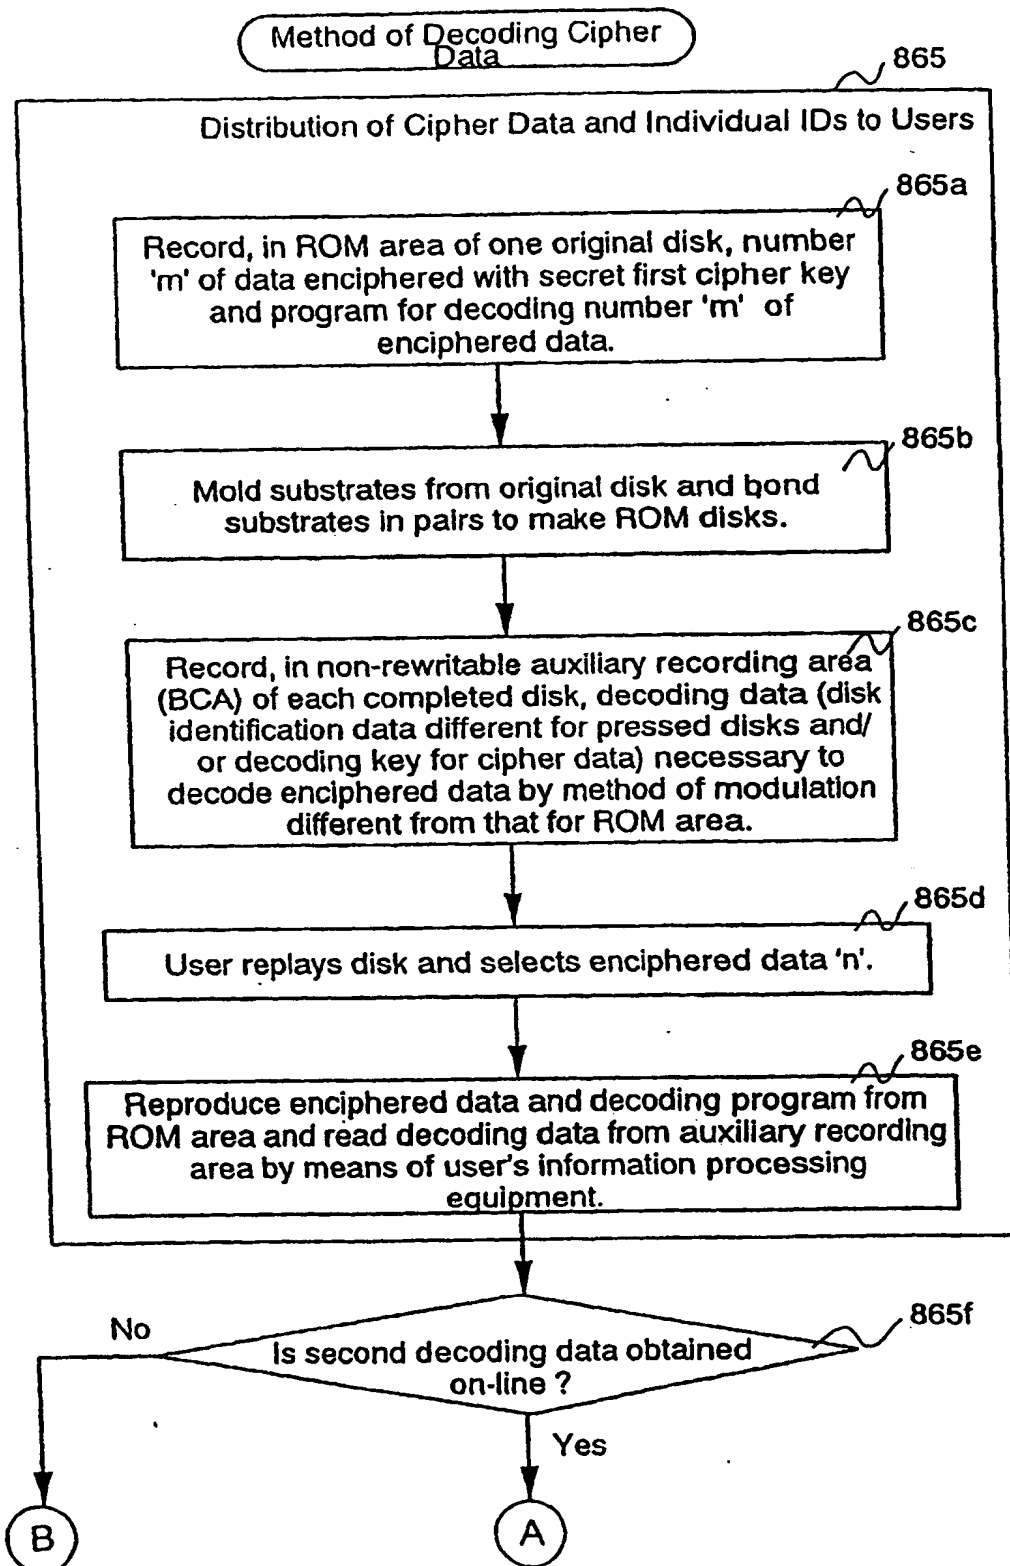 Method of Decoding Cipher
Data
865
Distribution of Cipher Data and Individual IDs to Users
865a
Record, in ROM area of one original disk, number
'm' of data enciphered with secret first cipher key
and program for decoding number 'm' of
enciphered data.
865b
Mold substrates from original disk and bond
substrates in pairs to make ROM disks.
865c
Record, in non-rewritable auxiliary recording area
(BCA) of each completed disk, decoding data (disk
identification data different for pressed disks and/
or decoding key for cipher data) necessary to
decode enciphered data by method of modulation
different from that for ROM area.
865d
User replays disk and selects enciphered data 'n'.
865e
Reproduce enciphered data and decoding program from
ROM area and read decoding data from auxiliary recording
area by means of user's information processing
equipment.
865f
No
Is second decoding data obtained
on-line ?
Yes
B
A